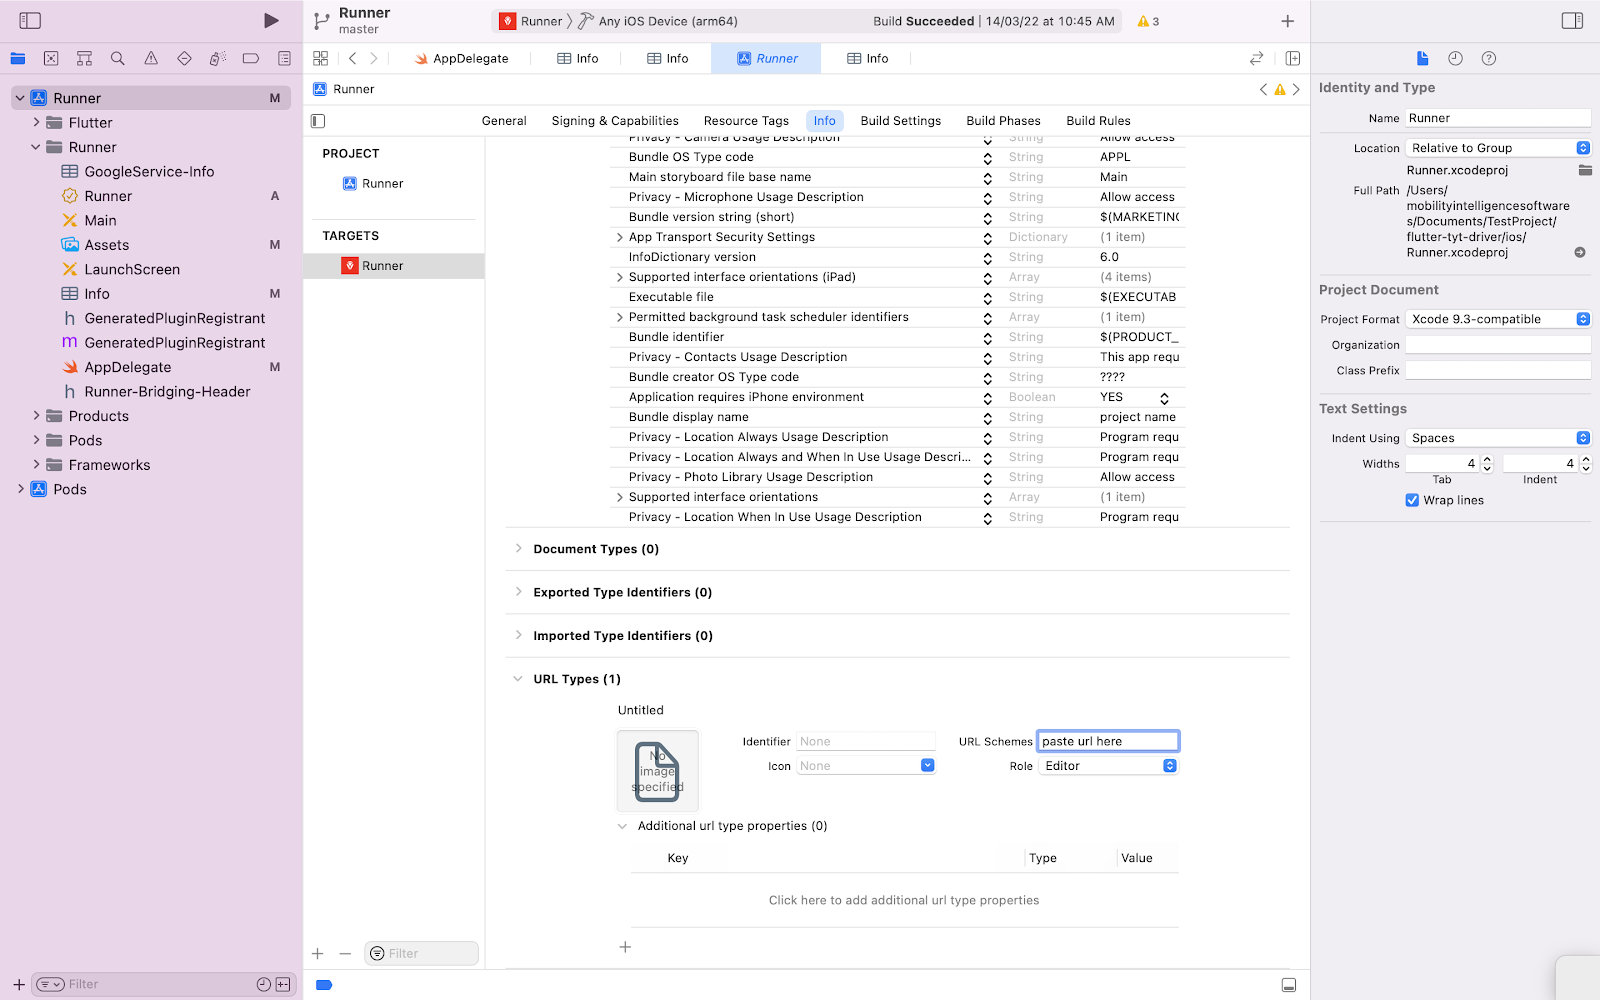 Runner
master
Runner
Any iOS Device (arm64)
Build Succeeded | 14/03/22 at 10:45 AM
3
AppDelegate
Info
Info
Runner
Info
Runner
General
Signing & Capabilities
Resource Tags
Info
Build Settings
Build Phases
Build Rules
Runner M
Flutter
Runner
GoogleService-Info
Runner A
Main
Assets M
LaunchScreen
Info M
h GeneratedPluginRegistrant
m GeneratedPluginRegistrant
AppDelegate M
h Runner-Bridging-Header
Products
Pods
Frameworks
Pods
Filter
PROJECT
Runner
TARGETS
Runner
Filter
Privacy - Camera Usage Description String Allow access
Bundle OS Type code String APPL
Main storyboard file base name String Main
Privacy - Microphone Usage Description String Allow access
Bundle version string (short) String $(MARKETING
App Transport Security Settings Dictionary (1 item)
InfoDictionary version String 6.0
Supported interface orientations (iPad) Array (4 items)
Executable file String $(EXECUTAB
Permitted background task scheduler identifiers Array (1 item)
Bundle identifier String $(PRODUCT_
Privacy - Contacts Usage Description String This app requ
Bundle creator OS Type code String ????
Application requires iPhone environment Boolean YES
Bundle display name String project name
Privacy - Location Always Usage Description String Program requ
Privacy - Location Always and When In Use Usage Descri... String Program requ
Privacy - Photo Library Usage Description String Allow access
Supported interface orientations Array (1 item)
Privacy - Location When In Use Usage Description String Program requ
Document Types (0)
Exported Type Identifiers (0)
Imported Type Identifiers (0)
URL Types (1)
Untitled
No
image
specified
Identifier None
URL Schemes paste url here
Icon None
Role Editor
Additional url type properties (0)
Key Type Value
Click here to add additional url type properties
Identity and Type
Name Runner
Location Relative to Group
Runner.xcodeproj
Full Path /Users/
mobilityintelligencesoftware
s/Documents/TestProject/
flutter-tyt-driver/ios/
Runner.xcodeproj
Project Document
Project Format Xcode 9.3-compatible
Organization
Class Prefix
Text Settings
Indent Using Spaces
Widths 4 4
Tab Indent
Wrap lines